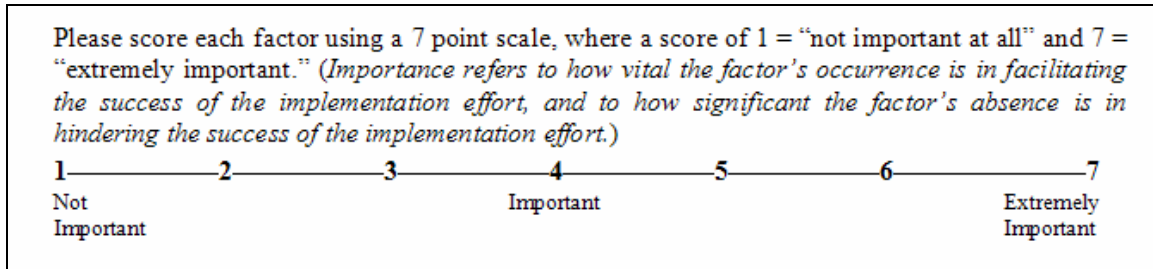 Please score each factor using a 7 point scale, where a score of 1 = “not important at all” and 7 =
“extremely important.” (Importance refers to how vital the factor’s occurrence is in facilitating
the success of the implementation effort, and to how significant the factor’s absence is in
hindering the success of the implementation effort.)
1 2 3 4 5 6 7
Not Important Extremely
Important Important